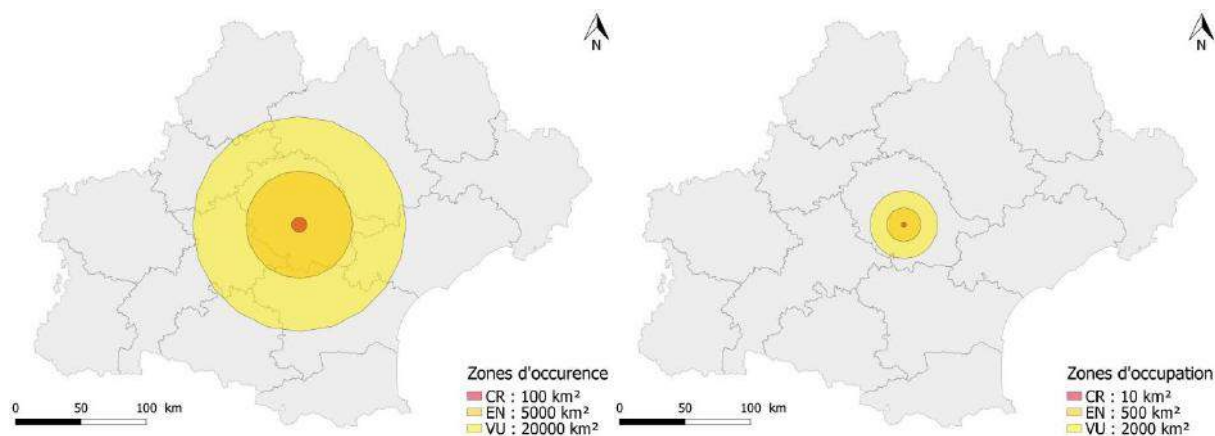 N
Zones d'occurence
CR : 100 km²
EN : 5000 km²
VU : 20000 km²
0 50 100 km
N
Zones d'occupation
CR : 10 km²
EN : 500 km²
VU : 2000 km²
0 50 100 km